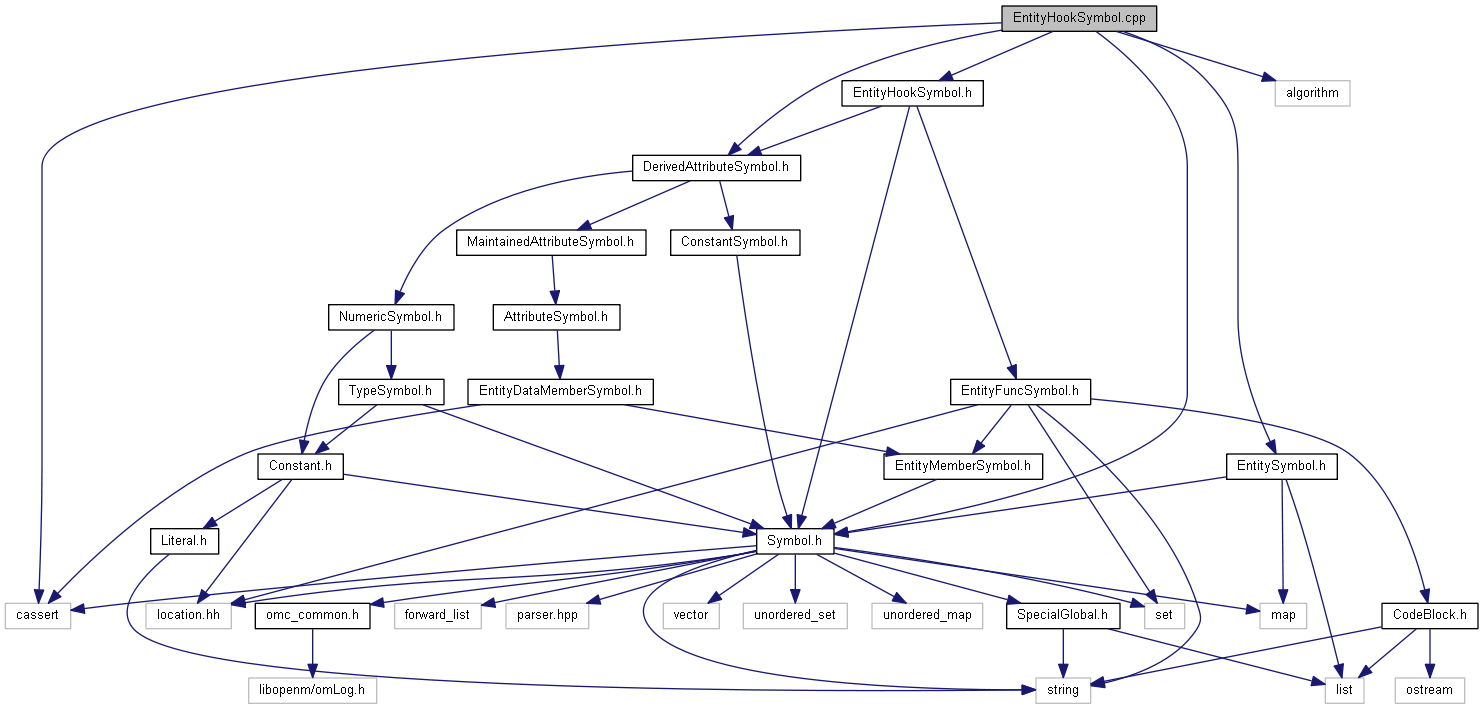 EntityHookSymbol.cpp
EntityHookSymbol.h
algorithm
DerivedAttributeSymbol.h
MaintainedAttributeSymbol.h
ConstantSymbol.h
NumericSymbol.h
AttributeSymbol.h
TypeSymbol.h
EntityDataMemberSymbol.h
EntityFuncSymbol.h
Constant.h
EntityMemberSymbol.h
EntitySymbol.h
Literal.h
Symbol.h
cassert
location.hh
omc_common.h
forward_list
parser.hpp
vector
unordered_set
unordered_map
SpecialGlobal.h
set
map
CodeBlock.h
libopenm/omLog.h
string
list
ostream